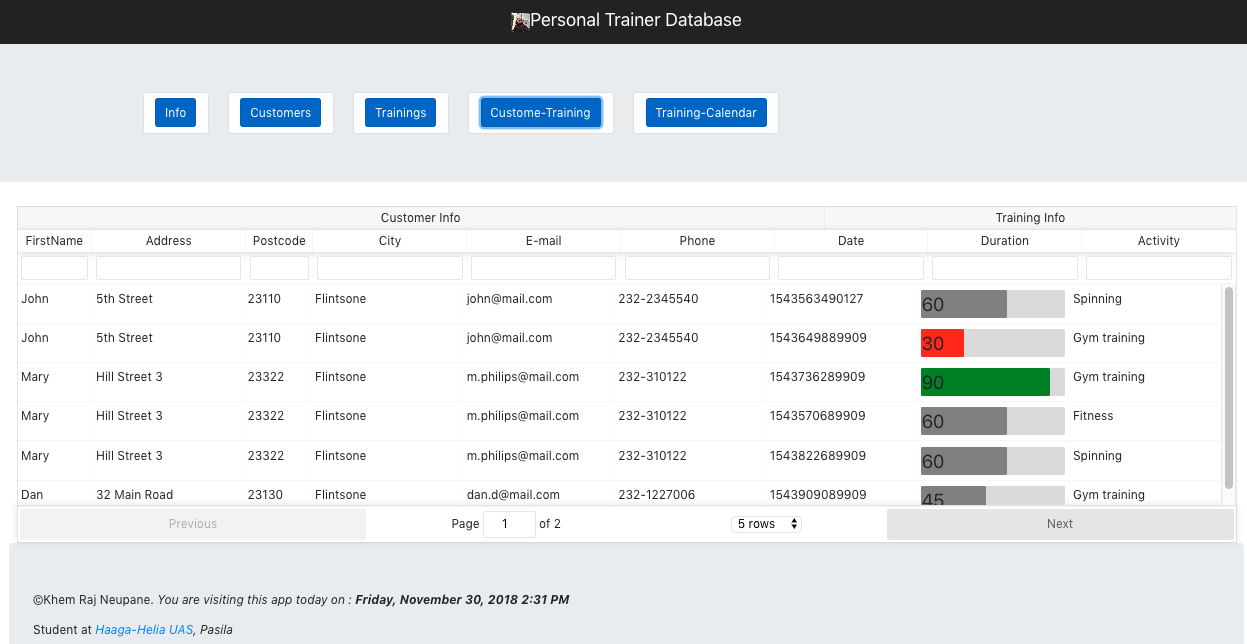 Personal Trainer Database
Info Customers Trainings Custome-Training Training-Calendar
Customer Info Training Info
FirstName Address Postcode City E-mail Phone Date Duration Activity
John 5th Street 23110 Flintsone john@mail.com 232-2345540 1543563490127 60 Spinning
John 5th Street 23110 Flintsone john@mail.com 232-2345540 1543649889909 30 Gym training
Mary Hill Street 3 23322 Flintsone m.philips@mail.com 232-310122 1543736289909 90 Gym training
Mary Hill Street 3 23322 Flintsone m.philips@mail.com 232-310122 1543570689909 60 Fitness
Mary Hill Street 3 23322 Flintsone m.philips@mail.com 232-310122 1543822689909 60 Spinning
Dan 32 Main Road 23130 Flintsone dan.d@mail.com 232-1227006 1543909089909 45 Gym training
Previous Page 1 of 2 5 rows Next
©Khem Raj Neupane. You are visiting this app today on : Friday, November 30, 2018 2:31 PM
Student at Haaga-Helia UAS, Pasila